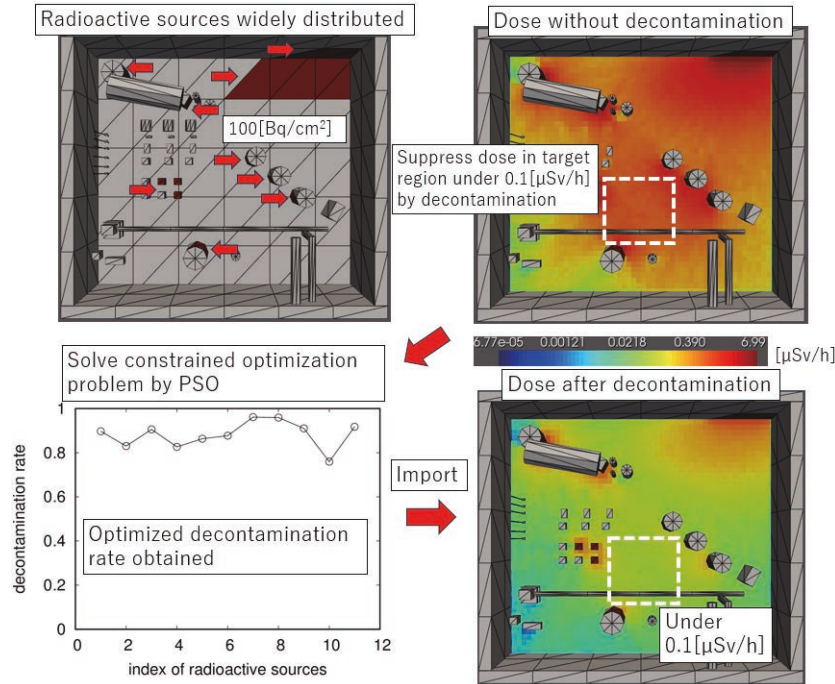 Radioactive sources widely distributed
100[Bq/cm²]
Dose without decontamination
Suppress dose in target
region under 0.1[μSv/h]
by decontamination
6.77e-05 0.00121 0.0218 0.390 6.99
[μSv/h]
Solve constrained optimization
problem by PSO
1
0.8
0.6
0.4
0.2
0
decontamination rate
Optimized decontamination
rate obtained
0 2 4 6 8 10 12
index of radioactive sources
Import
Dose after decontamination
Under
0.1[μSv/h]